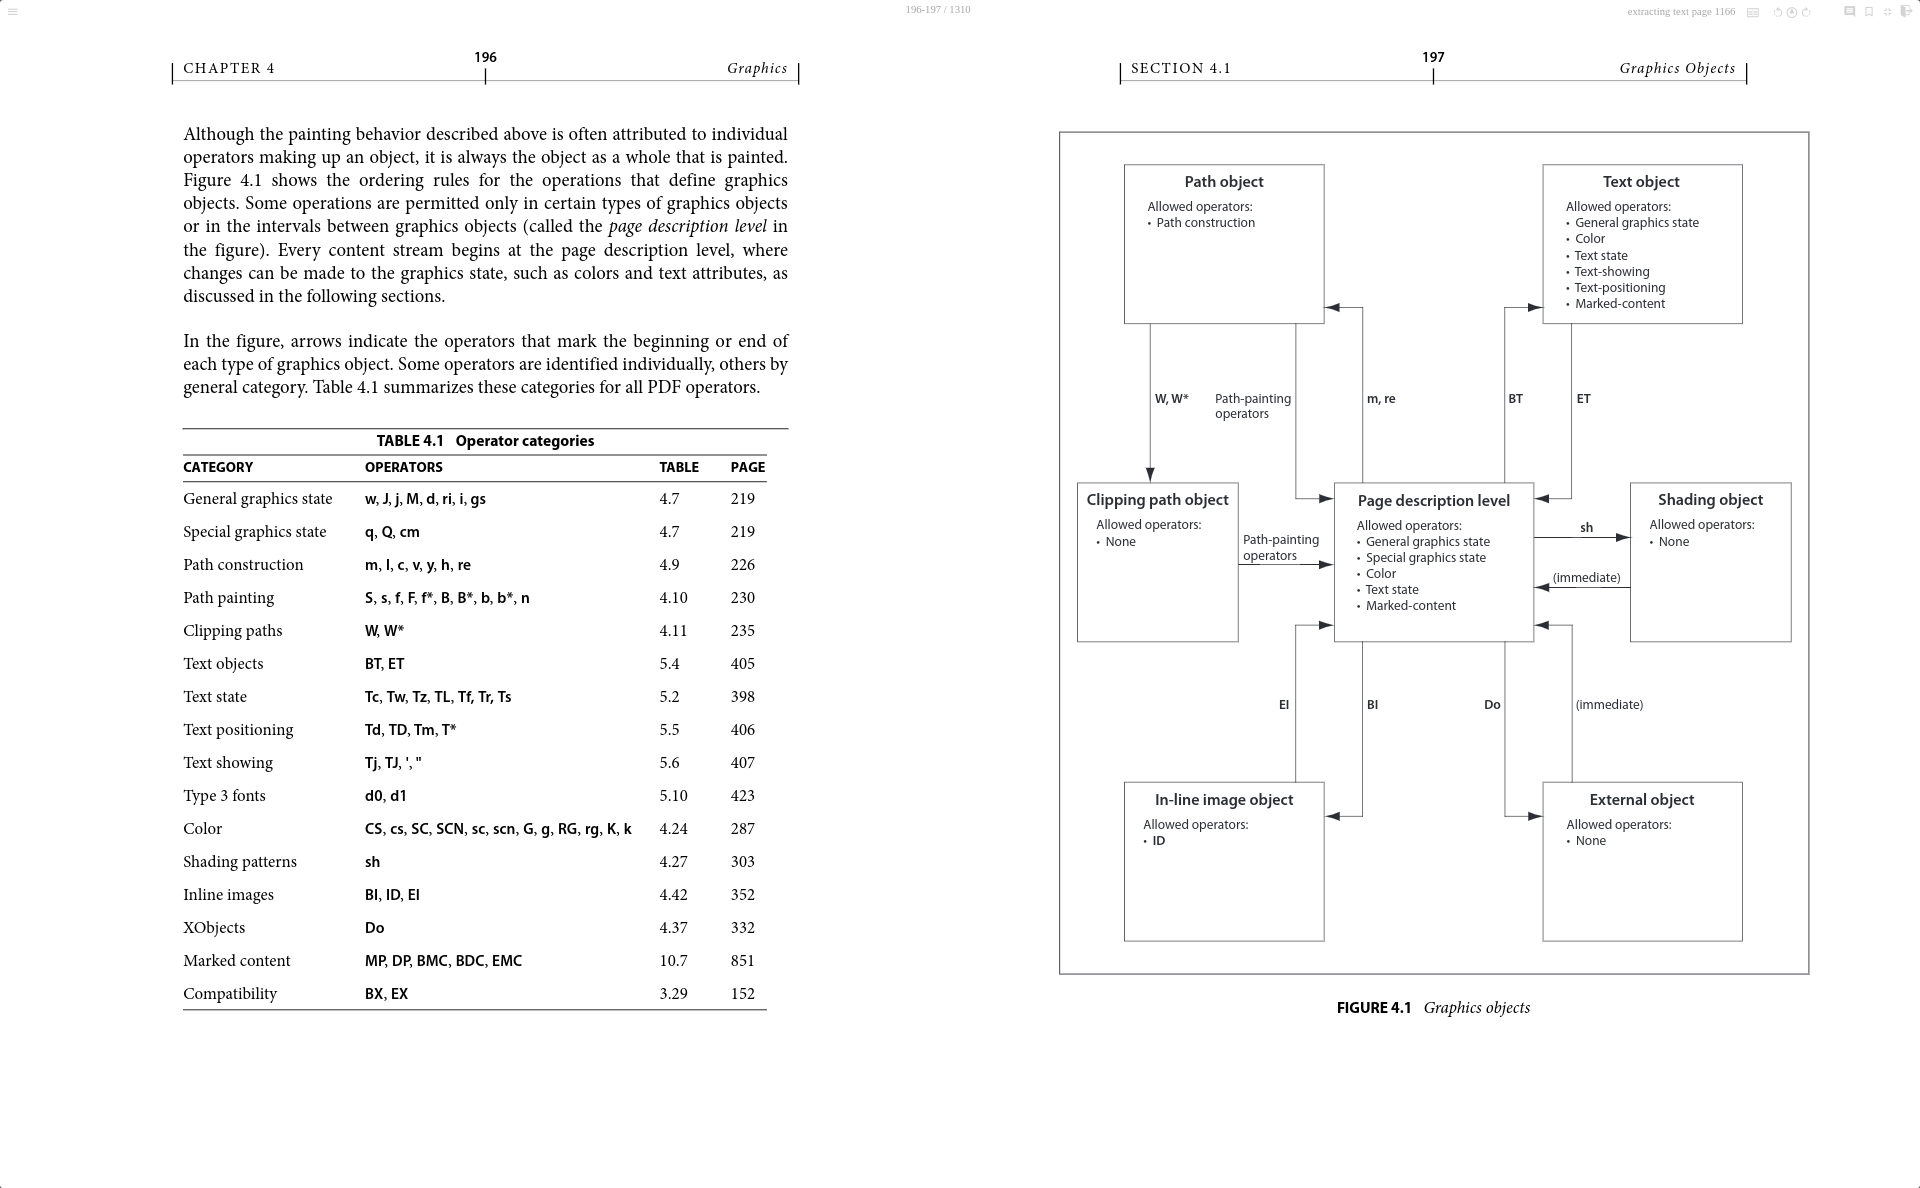 196-197 / 1310
extracting text page 1166
CHAPTER 4
196
Graphics
Although the painting behavior described above is often attributed to individual
operators making up an object, it is always the object as a whole that is painted.
Figure 4.1 shows the ordering rules for the operations that define graphics
objects. Some operations are permitted only in certain types of graphics objects
or in the intervals between graphics objects (called the page description level in
the figure). Every content stream begins at the page description level, where
changes can be made to the graphics state, such as colors and text attributes, as
discussed in the following sections.
In the figure, arrows indicate the operators that mark the beginning or end of
each type of graphics object. Some operators are identified individually, others by
general category. Table 4.1 summarizes these categories for all PDF operators.
TABLE 4.1 Operator categories
CATEGORY OPERATORS TABLE PAGE
General graphics state w, J, j, M, d, ri, i, gs 4.7 219
Special graphics state q, Q, cm 4.7 219
Path construction m, l, c, v, y, h, re 4.9 226
Path painting S, s, f, F, f*, B, B*, b, b*, n 4.10 230
Clipping paths W, W* 4.11 235
Text objects BT, ET 5.4 405
Text state Tc, Tw, Tz, TL, Tf, Tr, Ts 5.2 398
Text positioning Td, TD, Tm, T* 5.5 406
Text showing Tj, TJ, ', " 5.6 407
Type 3 fonts d0, d1 5.10 423
Color CS, cs, SC, SCN, sc, scn, G, g, RG, rg, K, k 4.24 287
Shading patterns sh 4.27 303
Inline images BI, ID, EI 4.42 352
XObjects Do 4.37 332
Marked content MP, DP, BMC, BDC, EMC 10.7 851
Compatibility BX, EX 3.29 152
SECTION 4.1
197
Graphics Objects
Path object
Allowed operators:
• Path construction
Text object
Allowed operators:
• General graphics state
• Color
• Text state
• Text-showing
• Text-positioning
• Marked-content
W, W*
Path-painting
operators
m, re
BT
ET
Clipping path object
Allowed operators:
• None
Path-painting
operators
Page description level
Allowed operators:
• General graphics state
• Special graphics state
• Color
• Text state
• Marked-content
sh
(immediate)
Shading object
Allowed operators:
• None
EI
BI
Do
(immediate)
In-line image object
Allowed operators:
• ID
External object
Allowed operators:
• None
FIGURE 4.1 Graphics objects